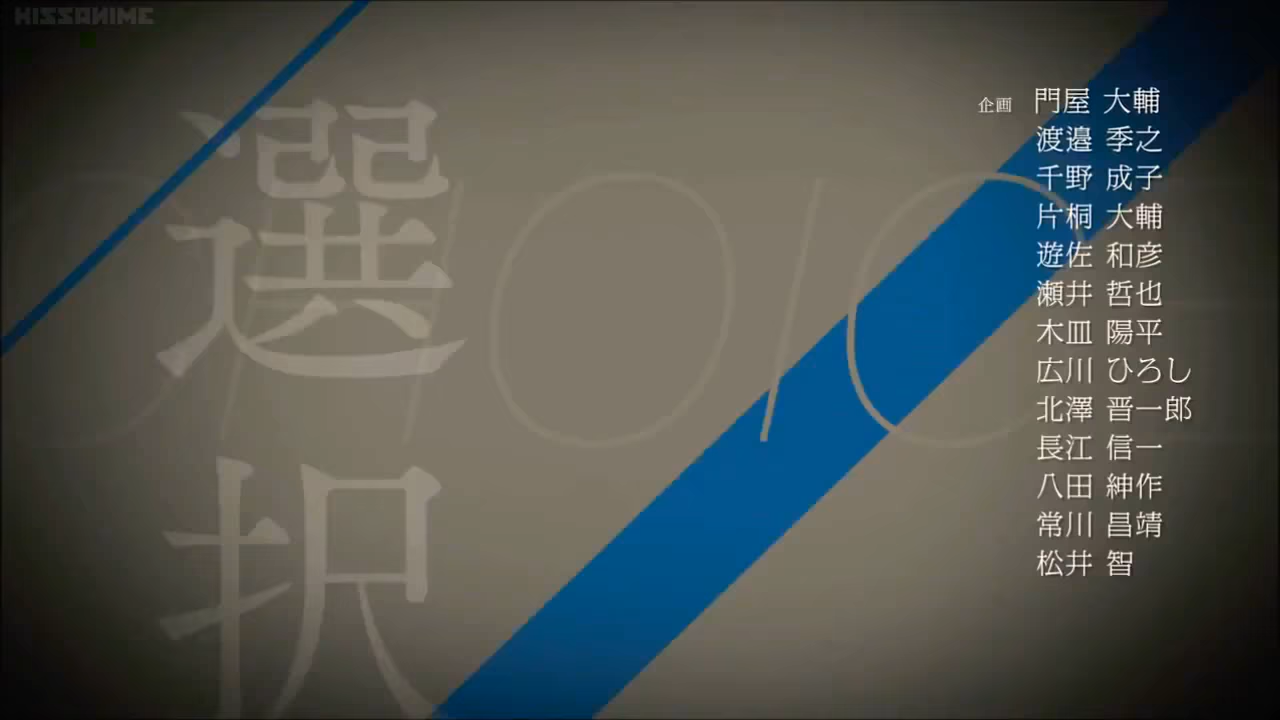 KISSANIME
選択
企画 門屋 大輔
渡邉 季之
千野 成子
片桐 大輔
遊佐 和彦
瀬井 哲也
木皿 陽平
広川 ひろし
北澤 晋一郎
長江 信一
八田 紳作
常川 昌靖
松井 智